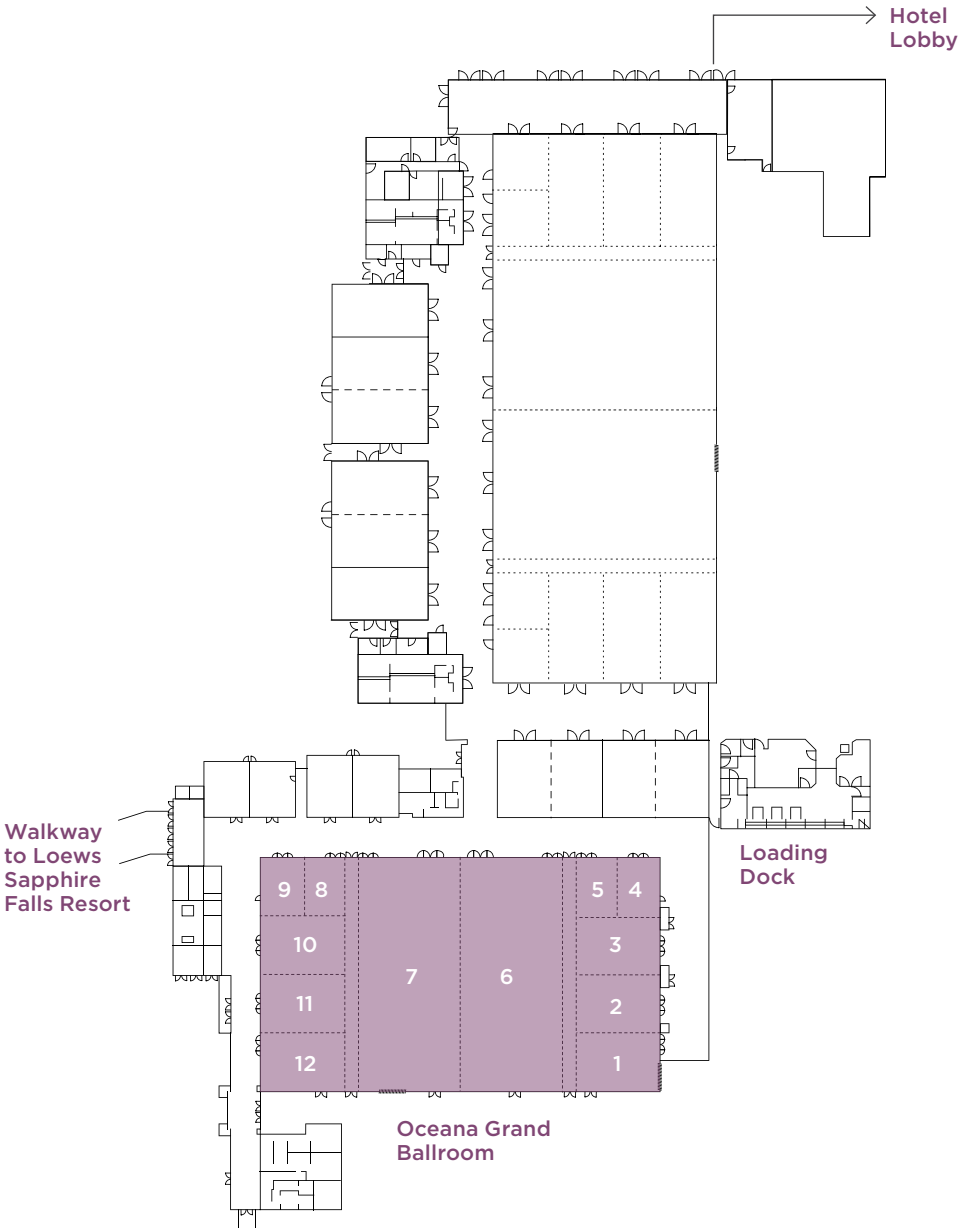 Hotel
Lobby
Walkway
to Loews
Sapphire
Falls Resort
Loading
Dock
9 8 5 4
10 3
7 6
11 2
12 1
Oceana Grand
Ballroom